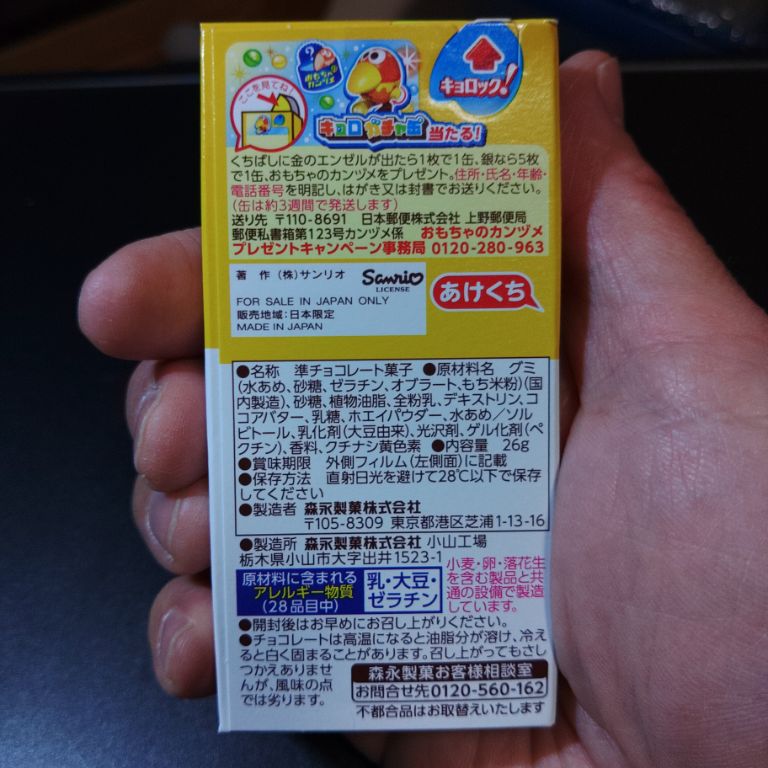 ?
おもちゃのカンヅメ
ここを見てね!
キョロガチャ缶 当たる!
キョロック!
くちばしに金のエンゼルが出たら1枚で1缶、銀なら5枚
で1缶、おもちゃのカンヅメをプレゼント。住所・氏名・年齢・
電話番号を明記し、はがき又は封書でお送りください。
(缶は約3週間で発送します)
送り先 〒110-8691 日本郵便株式会社 上野郵便局
郵便私書箱第123号カンヅメ係 おもちゃのカンヅメ
プレゼントキャンペーン事務局 0120-280-963
著 作 (株)サンリオ
Sanrio
LICENSE
FOR SALE IN JAPAN ONLY
販売地域:日本限定
MADE IN JAPAN
あけくち
●名称 準チョコレート菓子 ●原材料名 グミ
(水あめ、砂糖、ゼラチン、オブラート、もち米粉)(国
内製造)、砂糖、植物油脂、全粉乳、デキストリン、コ
コアバター、乳糖、ホエイパウダー、水あめ/ソル
ビトール、乳化剤(大豆由来)、光沢剤、ゲル化剤(ペ
クチン)、香料、クチナシ黄色素 ●内容量 26g
●賞味期限 外側フィルム(左側面)に記載
●保存方法 直射日光を避けて28℃以下で保存
してください
●製造者 森永製菓株式会社
〒105-8309 東京都港区芝浦1-13-16
●製造所 森永製菓株式会社 小山工場
栃木県小山市大字出井1523-1
原材料に含まれる
アレルギー物質
(28品目中)
乳・大豆・
ゼラチン
小麦・卵・落花生
を含む製品と共
通の設備で製造
しています。
●開封後はお早めにお召し上がりください。
●チョコレートは高温になると油脂分が溶け、冷え
ると白く固まることがあります。召し上がってもさし
つかえありませ
んが、風味の点
では劣ります。
森永製菓お客様相談室
お問合せ先 0120-560-162
不都合品はお取替えいたします